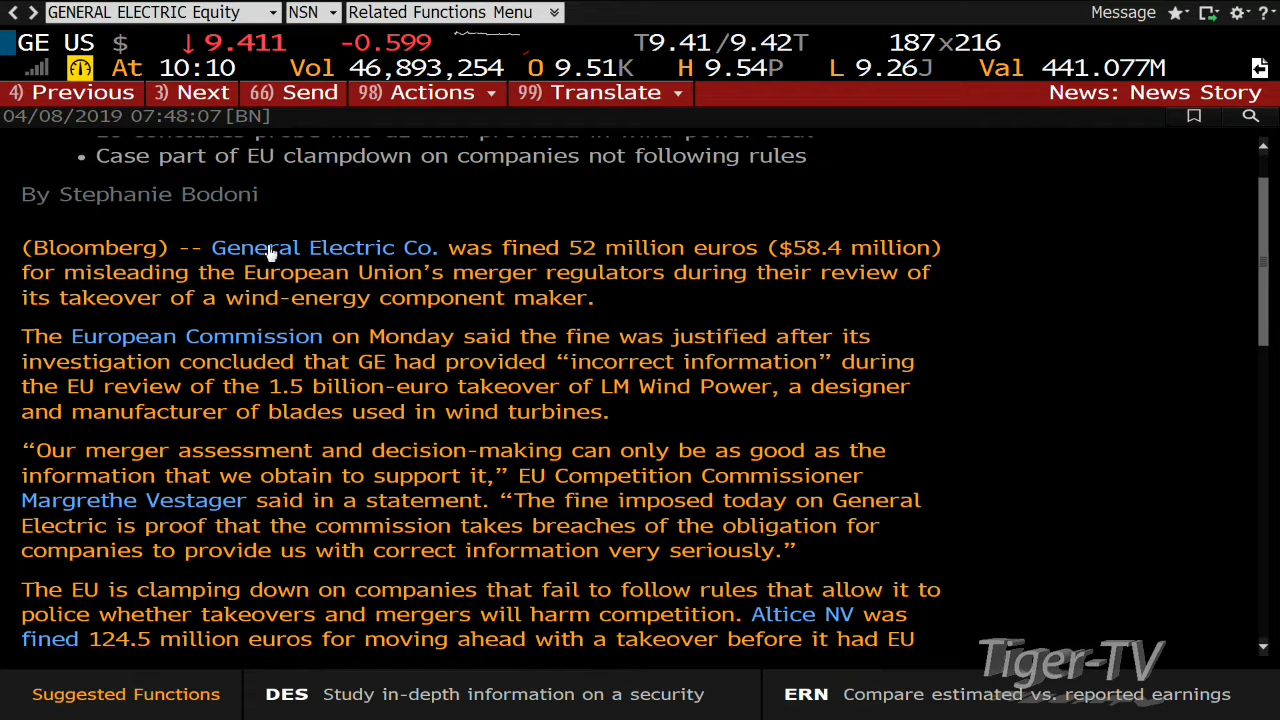 GENERAL ELECTRIC Equity NSN Related Functions Menu Message
GE US $ ↓ 9.411 -0.599 T9.41 / 9.42T 187 x 216
At 10:10 Vol 46,893,254 O 9.51K H 9.54P L 9.26J Val 441.077M
4) Previous 3) Next 66) Send 98) Actions 99) Translate News: News Story
04/08/2019 07:48:07 [BN]
• Case part of EU clampdown on companies not following rules
By Stephanie Bodoni
(Bloomberg) -- General Electric Co. was fined 52 million euros ($58.4 million)
for misleading the European Union’s merger regulators during their review of
its takeover of a wind-energy component maker.
The European Commission on Monday said the fine was justified after its
investigation concluded that GE had provided “incorrect information” during
the EU review of the 1.5 billion-euro takeover of LM Wind Power, a designer
and manufacturer of blades used in wind turbines.
“Our merger assessment and decision-making can only be as good as the
information that we obtain to support it,” EU Competition Commissioner
Margrethe Vestager said in a statement. “The fine imposed today on General
Electric is proof that the commission takes breaches of the obligation for
companies to provide us with correct information very seriously.”
The EU is clamping down on companies that fail to follow rules that allow it to
police whether takeovers and mergers will harm competition. Altice NV was
fined 124.5 million euros for moving ahead with a takeover before it had EU
Tiger-TV
Suggested Functions DES Study in-depth information on a security ERN Compare estimated vs. reported earnings